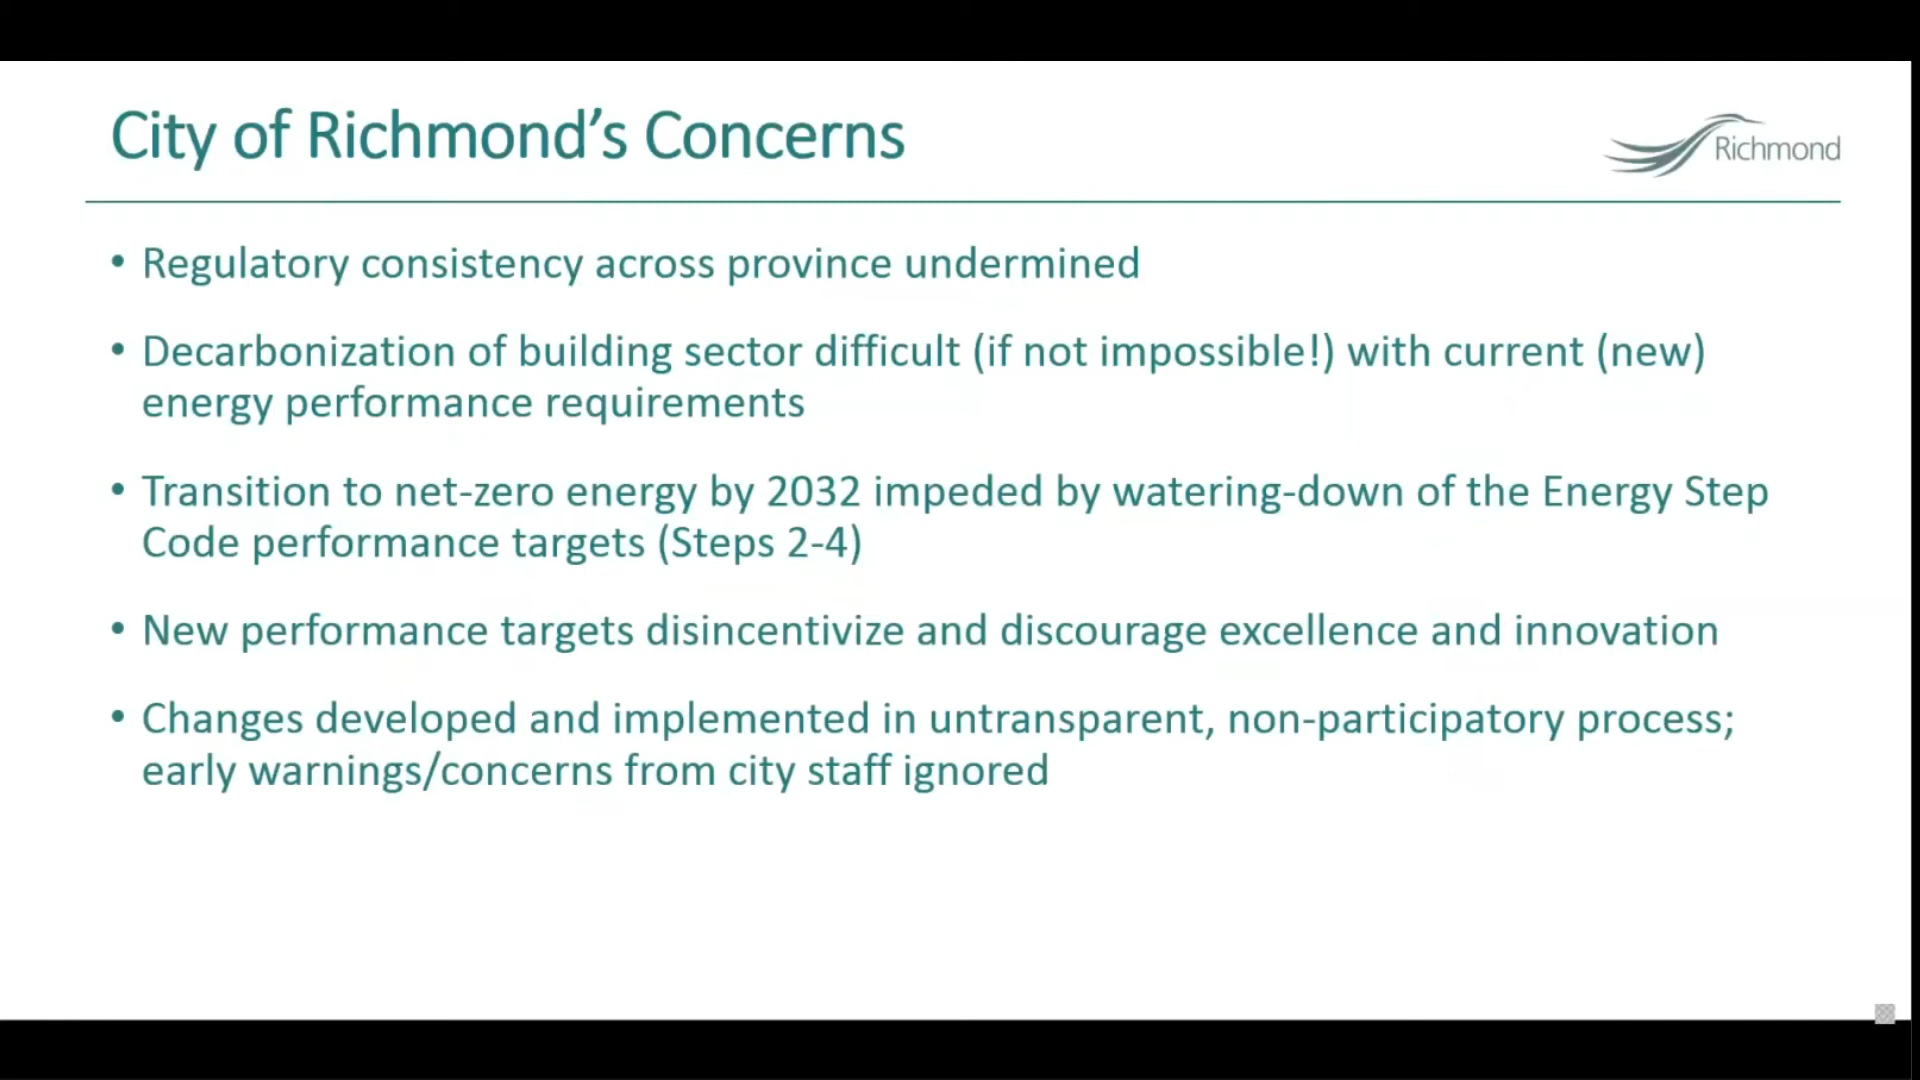 City of Richmond's Concerns
Richmond
• Regulatory consistency across province undermined
• Decarbonization of building sector difficult (if not impossible!) with current (new)
energy performance requirements
• Transition to net-zero energy by 2032 impeded by watering-down of the Energy Step
Code performance targets (Steps 2-4)
• New performance targets disincentivize and discourage excellence and innovation
• Changes developed and implemented in untransparent, non-participatory process;
early warnings/concerns from city staff ignored